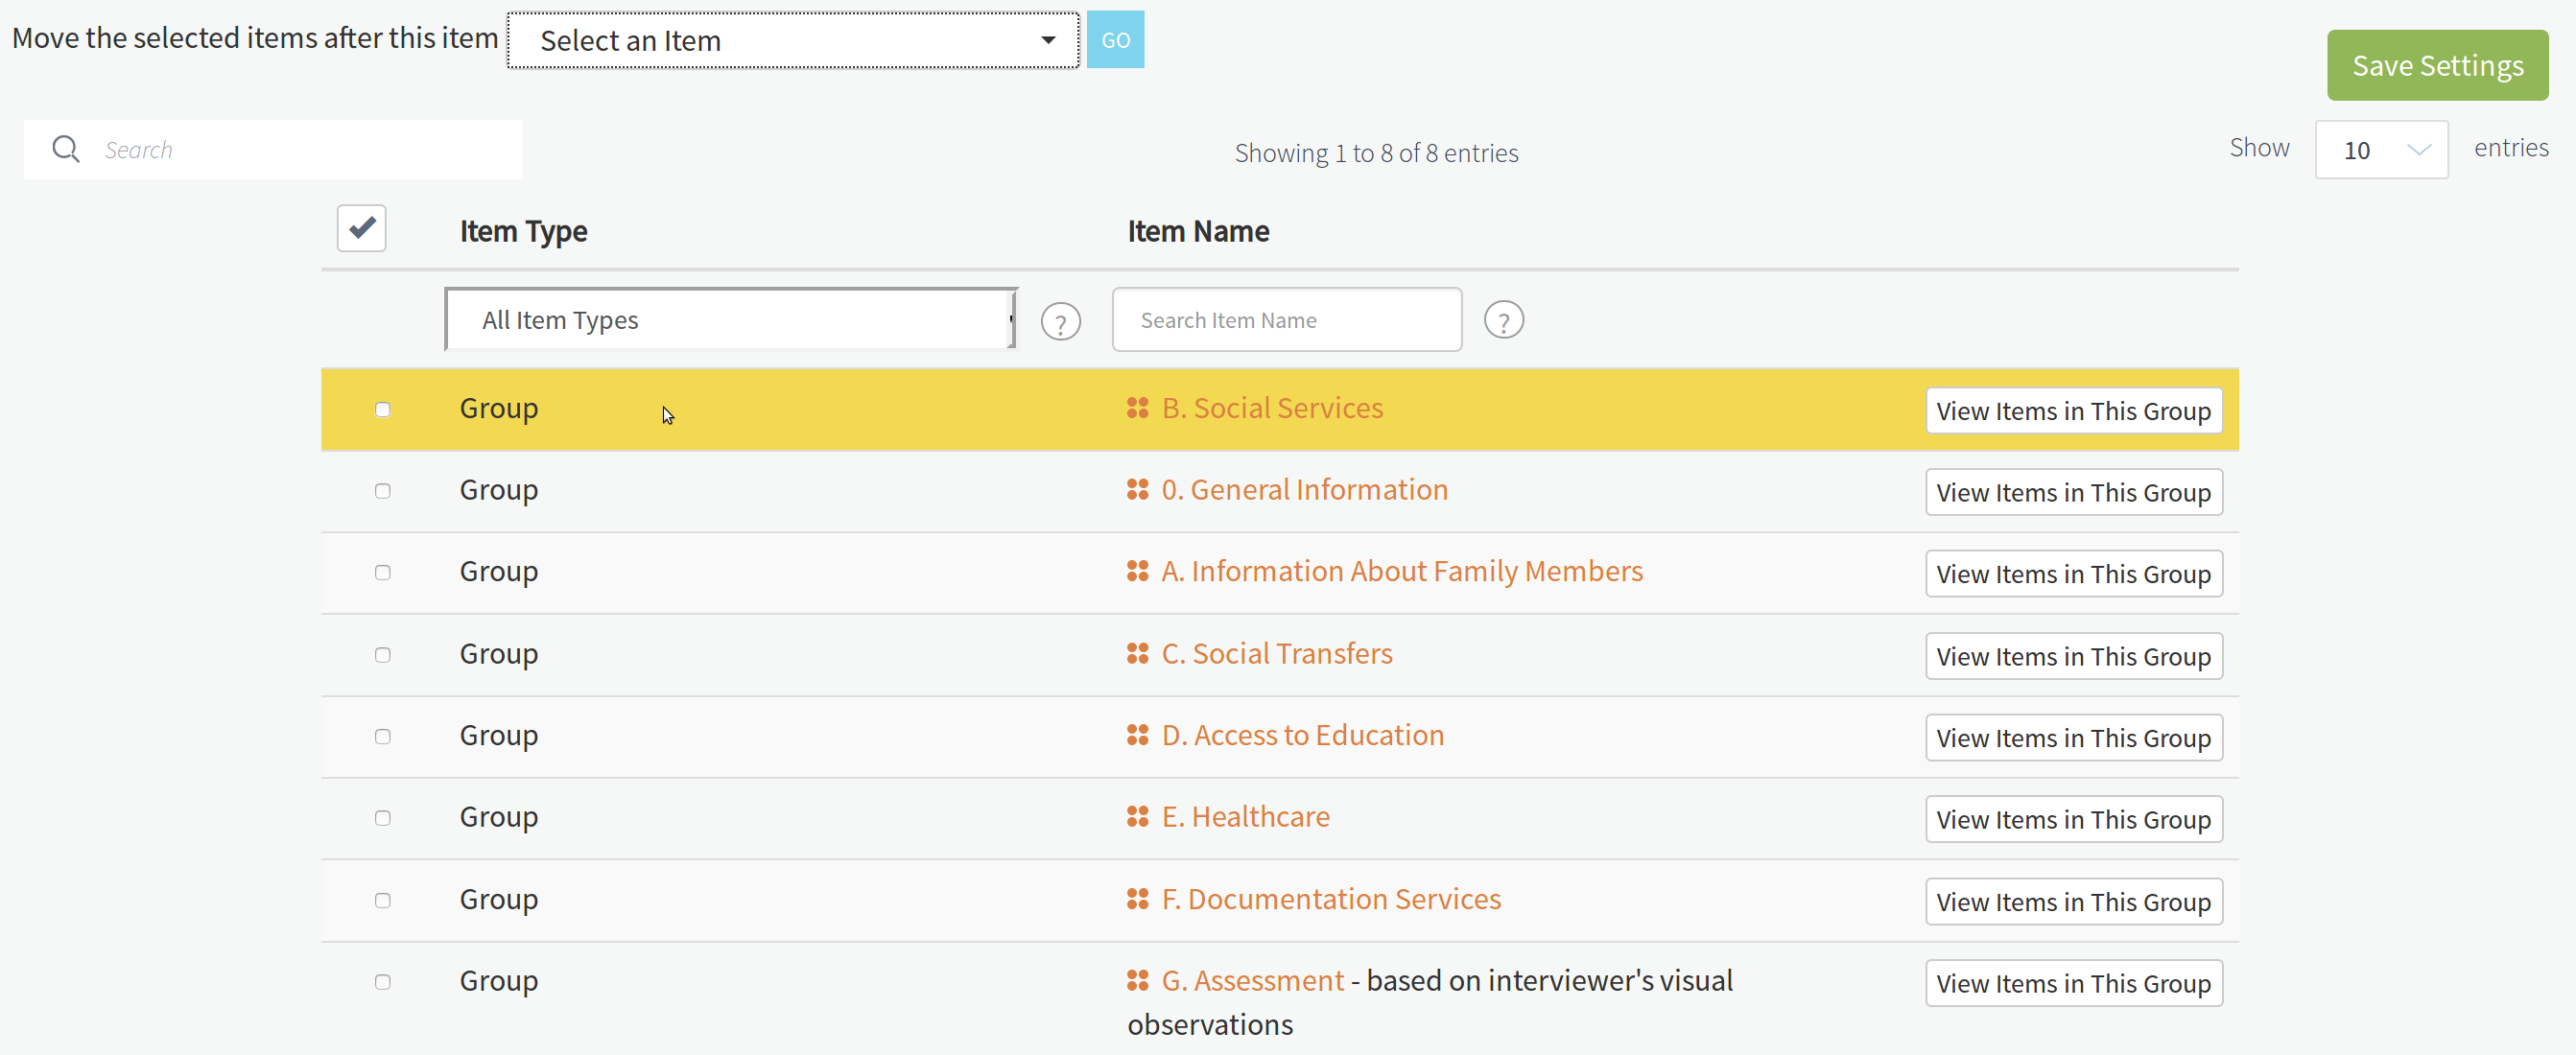 Move the selected items after this item Select an Item GO
Save Settings
Search
Showing 1 to 8 of 8 entries
Show 10 entries
Item Type Item Name
All Item Types ? Search Item Name ?
Group B. Social Services View Items in This Group
Group 0. General Information View Items in This Group
Group A. Information About Family Members View Items in This Group
Group C. Social Transfers View Items in This Group
Group D. Access to Education View Items in This Group
Group E. Healthcare View Items in This Group
Group F. Documentation Services View Items in This Group
Group G. Assessment - based on interviewer's visual View Items in This Group
observations